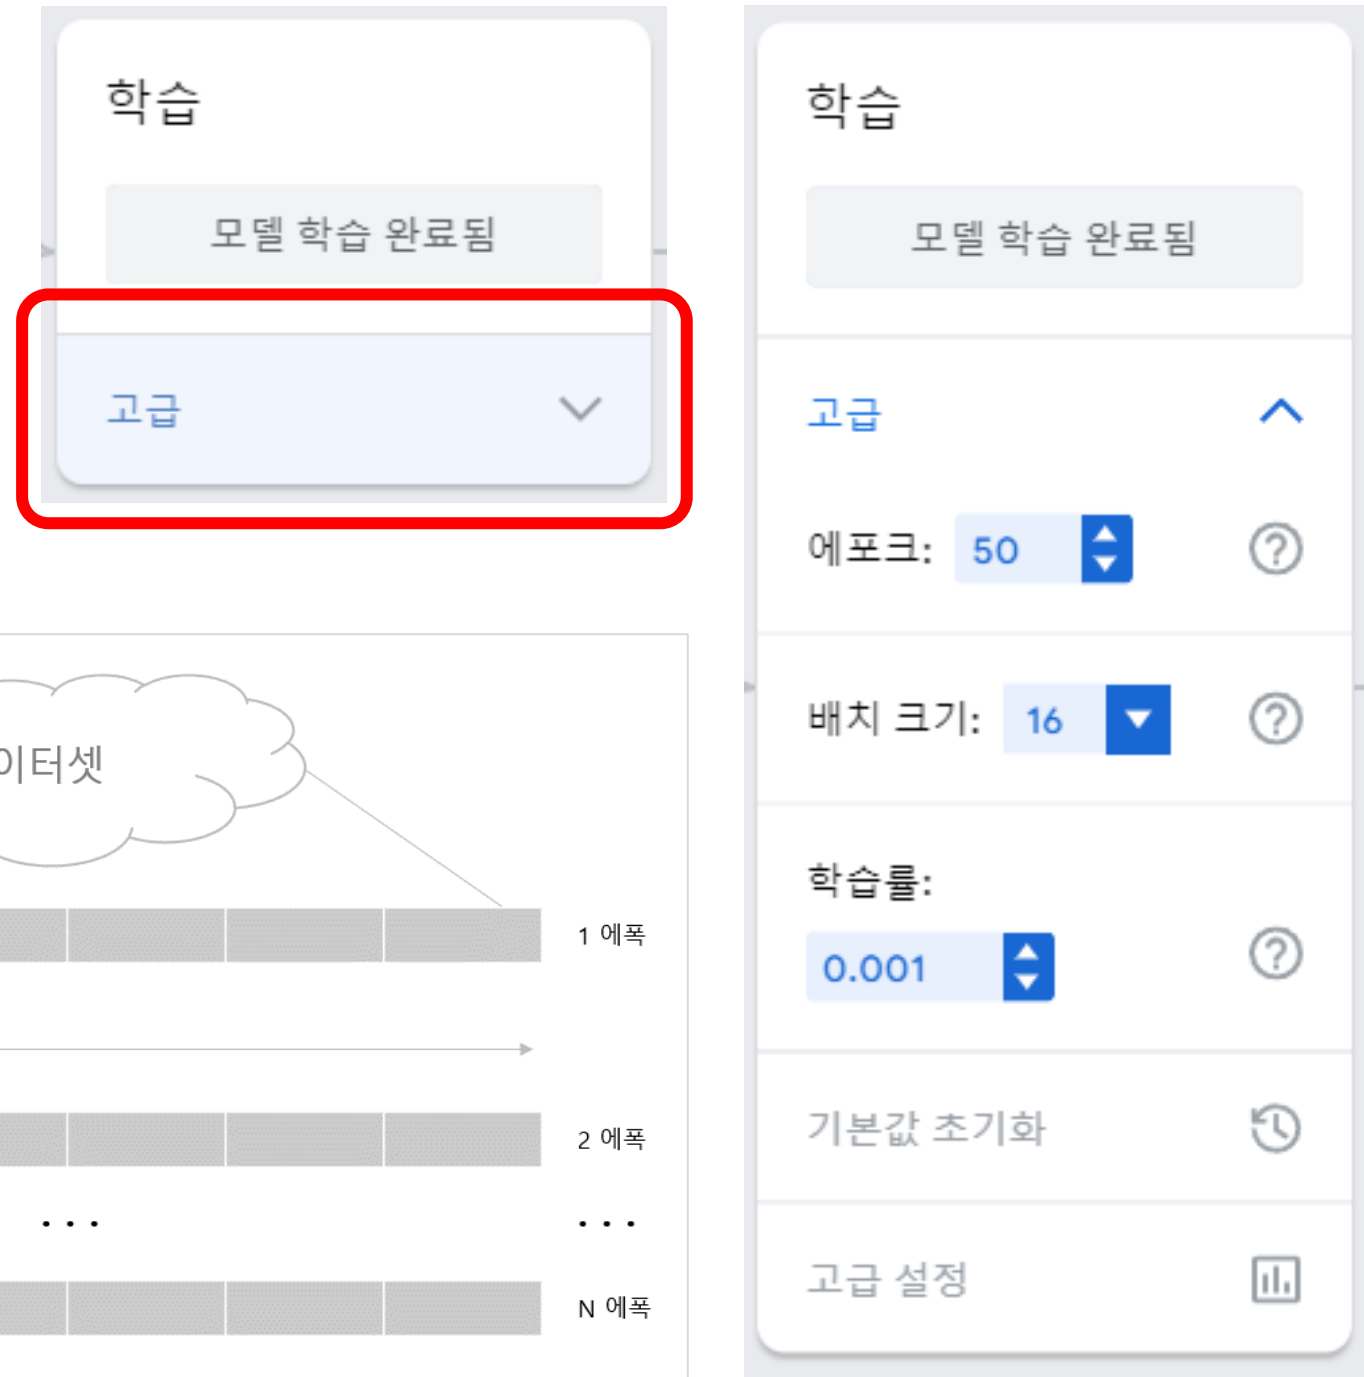 학습
모델 학습 완료됨
고급
이터셋
1 에폭
2 에폭
...
...
N 에폭
학습
모델 학습 완료됨
고급
에포크: 50
배치 크기: 16
학습률:
0.001
기본값 초기화
고급 설정